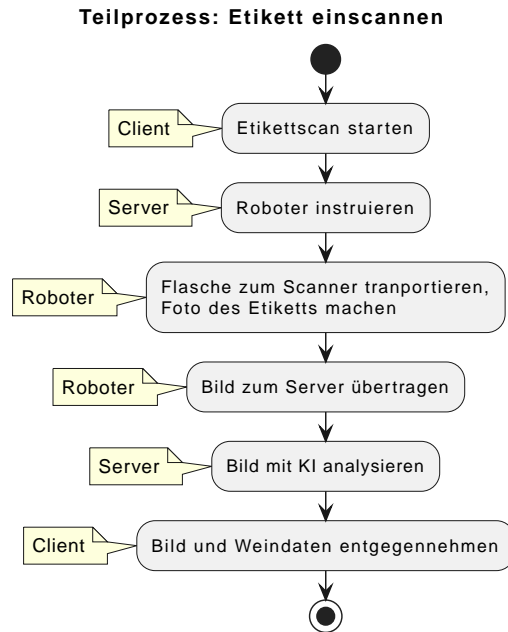 Teilprozess: Etikett einscannen
Client
Etikettscan starten
Server
Roboter instruieren
Roboter
Flasche zum Scanner tranportieren,
Foto des Etiketts machen
Roboter
Bild zum Server übertragen
Server
Bild mit KI analysieren
Client
Bild und Weindaten entgegennehmen